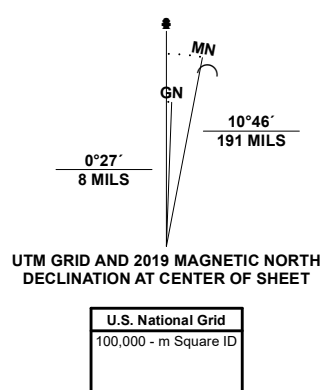 MN
GN
10°46´
191 MILS
0°27´
8 MILS
UTM GRID AND 2019 MAGNETIC NORTH
DECLINATION AT CENTER OF SHEET
U.S. National Grid
100,000 - m Square ID